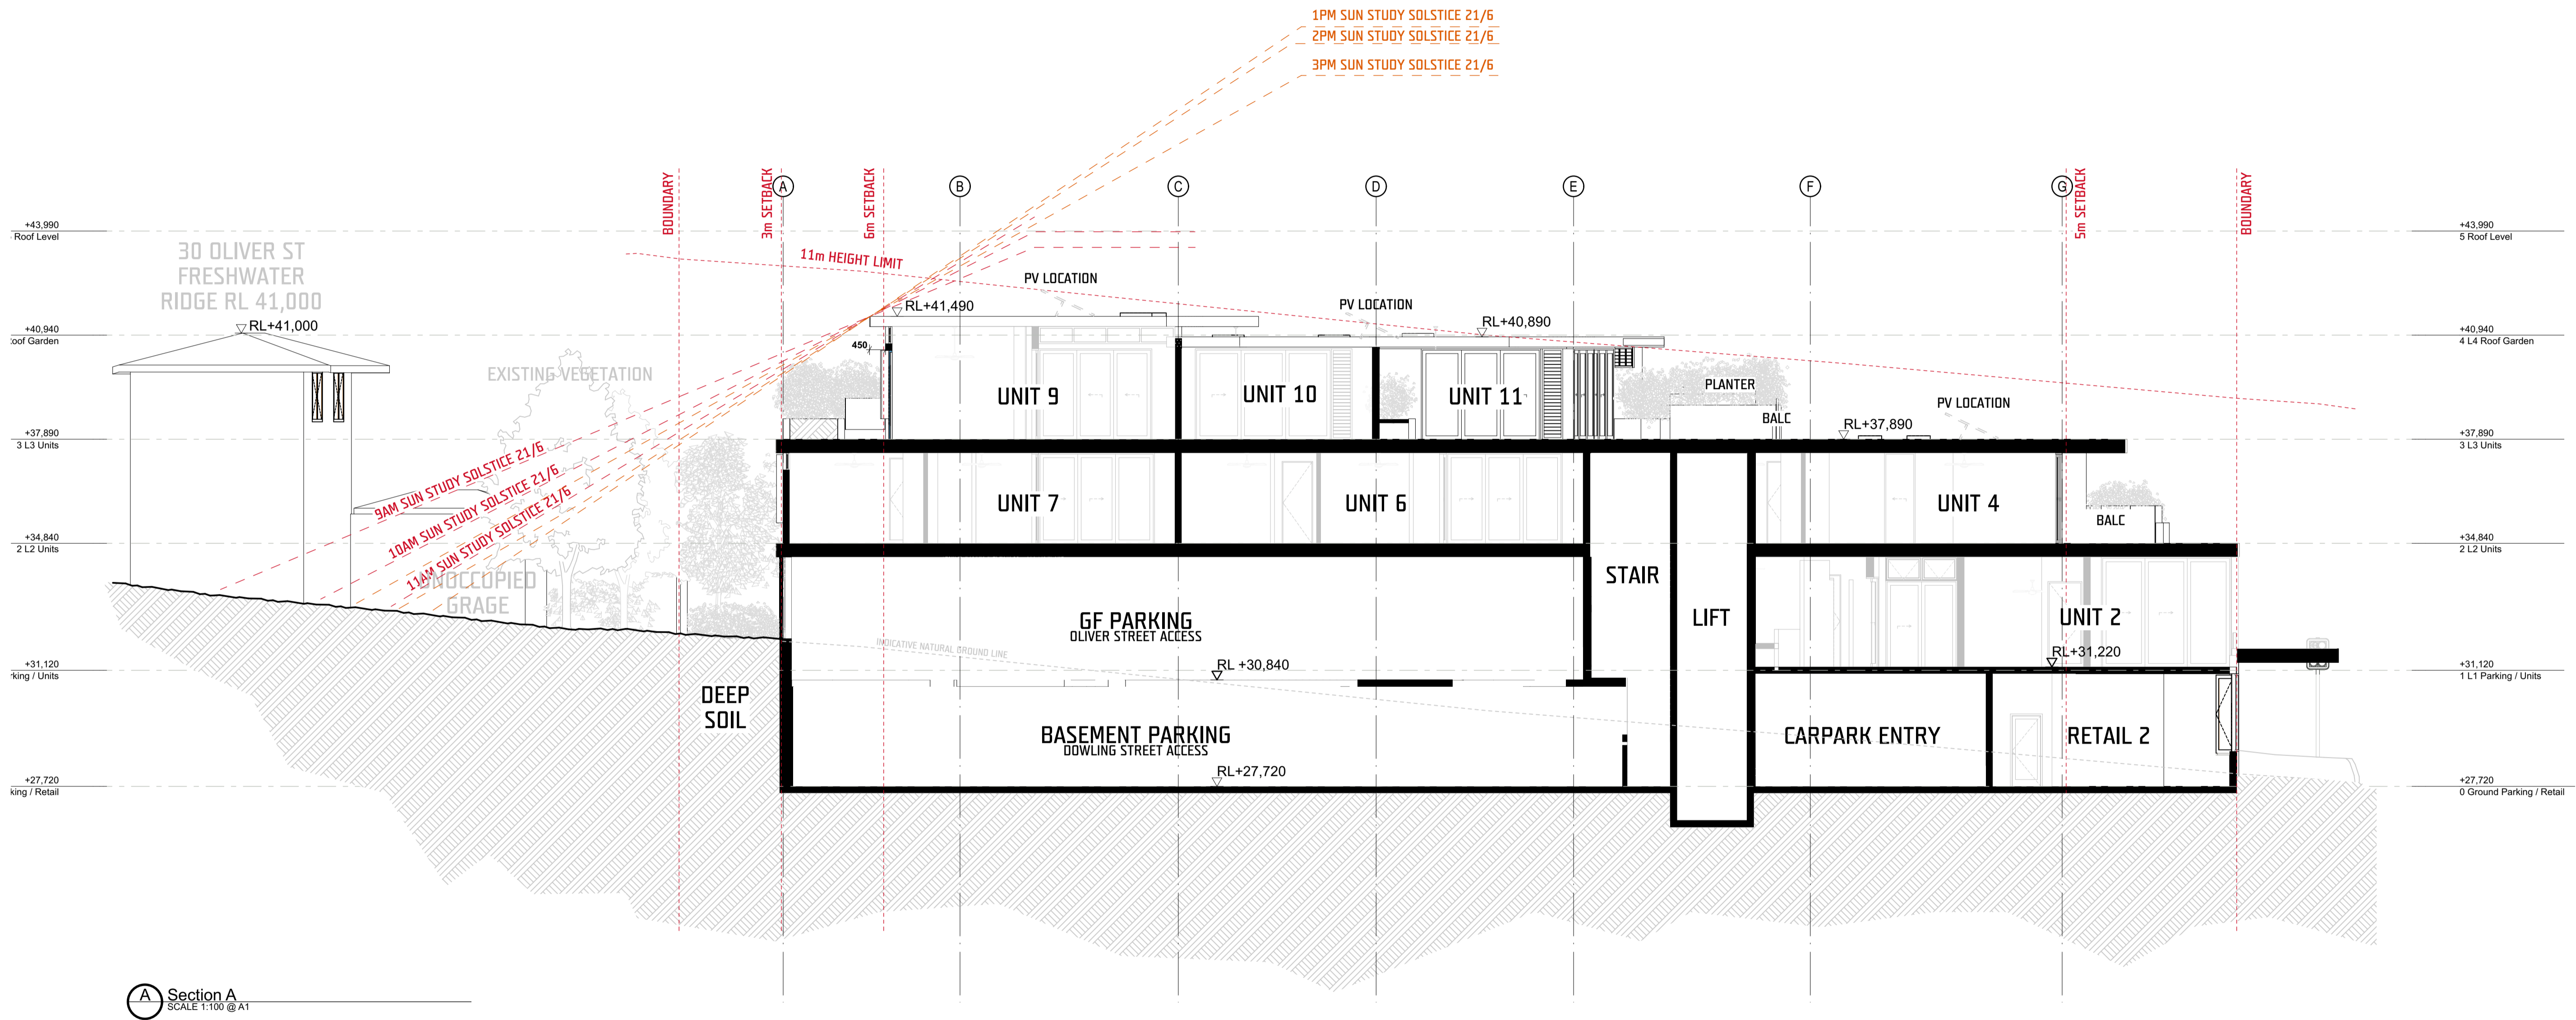 1PM SUN STUDY SOLSTICE 21/6
2PM SUN STUDY SOLSTICE 21/6
3PM SUN STUDY SOLSTICE 21/6
BOUNDARY
3m SETBACK
6m SETBACK
5m SETBACK
BOUNDARY
A
B
C
D
E
F
G
+43,990
Roof Level
+43,990
5 Roof Level
30 OLIVER ST
FRESHWATER
RIDGE RL 41,000
RL+41,000
11m HEIGHT LIMIT
PV LOCATION
PV LOCATION
RL+41,490
RL+40,890
+40,940
oof Garden
+40,940
4 L4 Roof Garden
450
EXISTING VEGETATION
UNIT 9
UNIT 10
UNIT 11
PLANTER
BALC
PV LOCATION
RL+37,890
+37,890
3 L3 Units
+37,890
3 L3 Units
9AM SUN STUDY SOLSTICE 21/6
10AM SUN STUDY SOLSTICE 21/6
11AM SUN STUDY SOLSTICE 21/6
UNIT 7
UNIT 6
UNIT 4
BALC
+34,840
2 L2 Units
+34,840
2 L2 Units
UNOCCUPIED
GRAGE
STAIR
LIFT
GF PARKING
OLIVER STREET ACCESS
UNIT 2
INDICATIVE NATURAL GROUND LINE
RL +30,840
RL+31,220
+31,120
rking / Units
+31,120
1 L1 Parking / Units
DEEP
SOIL
BASEMENT PARKING
DOWLING STREET ACCESS
CARPARK ENTRY
RETAIL 2
RL+27,720
+27,720
king / Retail
+27,720
0 Ground Parking / Retail
A
Section A
SCALE 1:100 @ A1